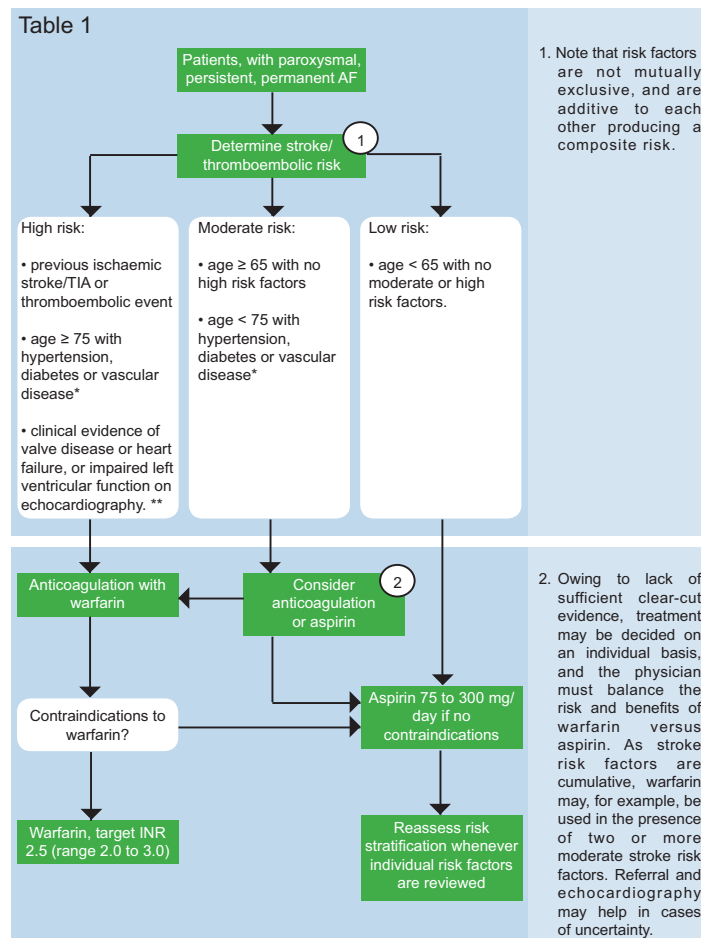 Table 1
Patients, with paroxysmal,
persistent, permanent AF
Determine stroke/
thromboembolic risk
1
1. Note that risk factors
are not mutually
exclusive, and are
additive to each
other producing a
composite risk.
High risk:
• previous ischaemic
stroke/TIA or
thromboembolic event
• age ≥ 75 with
hypertension,
diabetes or vascular
disease*
• clinical evidence of
valve disease or heart
failure, or impaired left
ventricular function on
echocardiography. **
Moderate risk:
• age ≥ 65 with no
high risk factors
• age < 75 with
hypertension,
diabetes or vascular
disease*
Low risk:
• age < 65 with no
moderate or high
risk factors.
Anticoagulation with
warfarin
Consider
anticoagulation
or aspirin
2
Contraindications to
warfarin?
Aspirin 75 to 300 mg/
day if no
contraindications
Warfarin, target INR
2.5 (range 2.0 to 3.0)
Reassess risk
stratification whenever
individual risk factors
are reviewed
2. Owing to lack of
sufficient clear-cut
evidence, treatment
may be decided on
an individual basis,
and the physician
must balance the
risk and benefits of
warfarin versus
aspirin. As stroke
risk factors are
cumulative, warfarin
may, for example, be
used in the presence
of two or more
moderate stroke risk
factors. Referral and
echocardiography
may help in cases
of uncertainty.